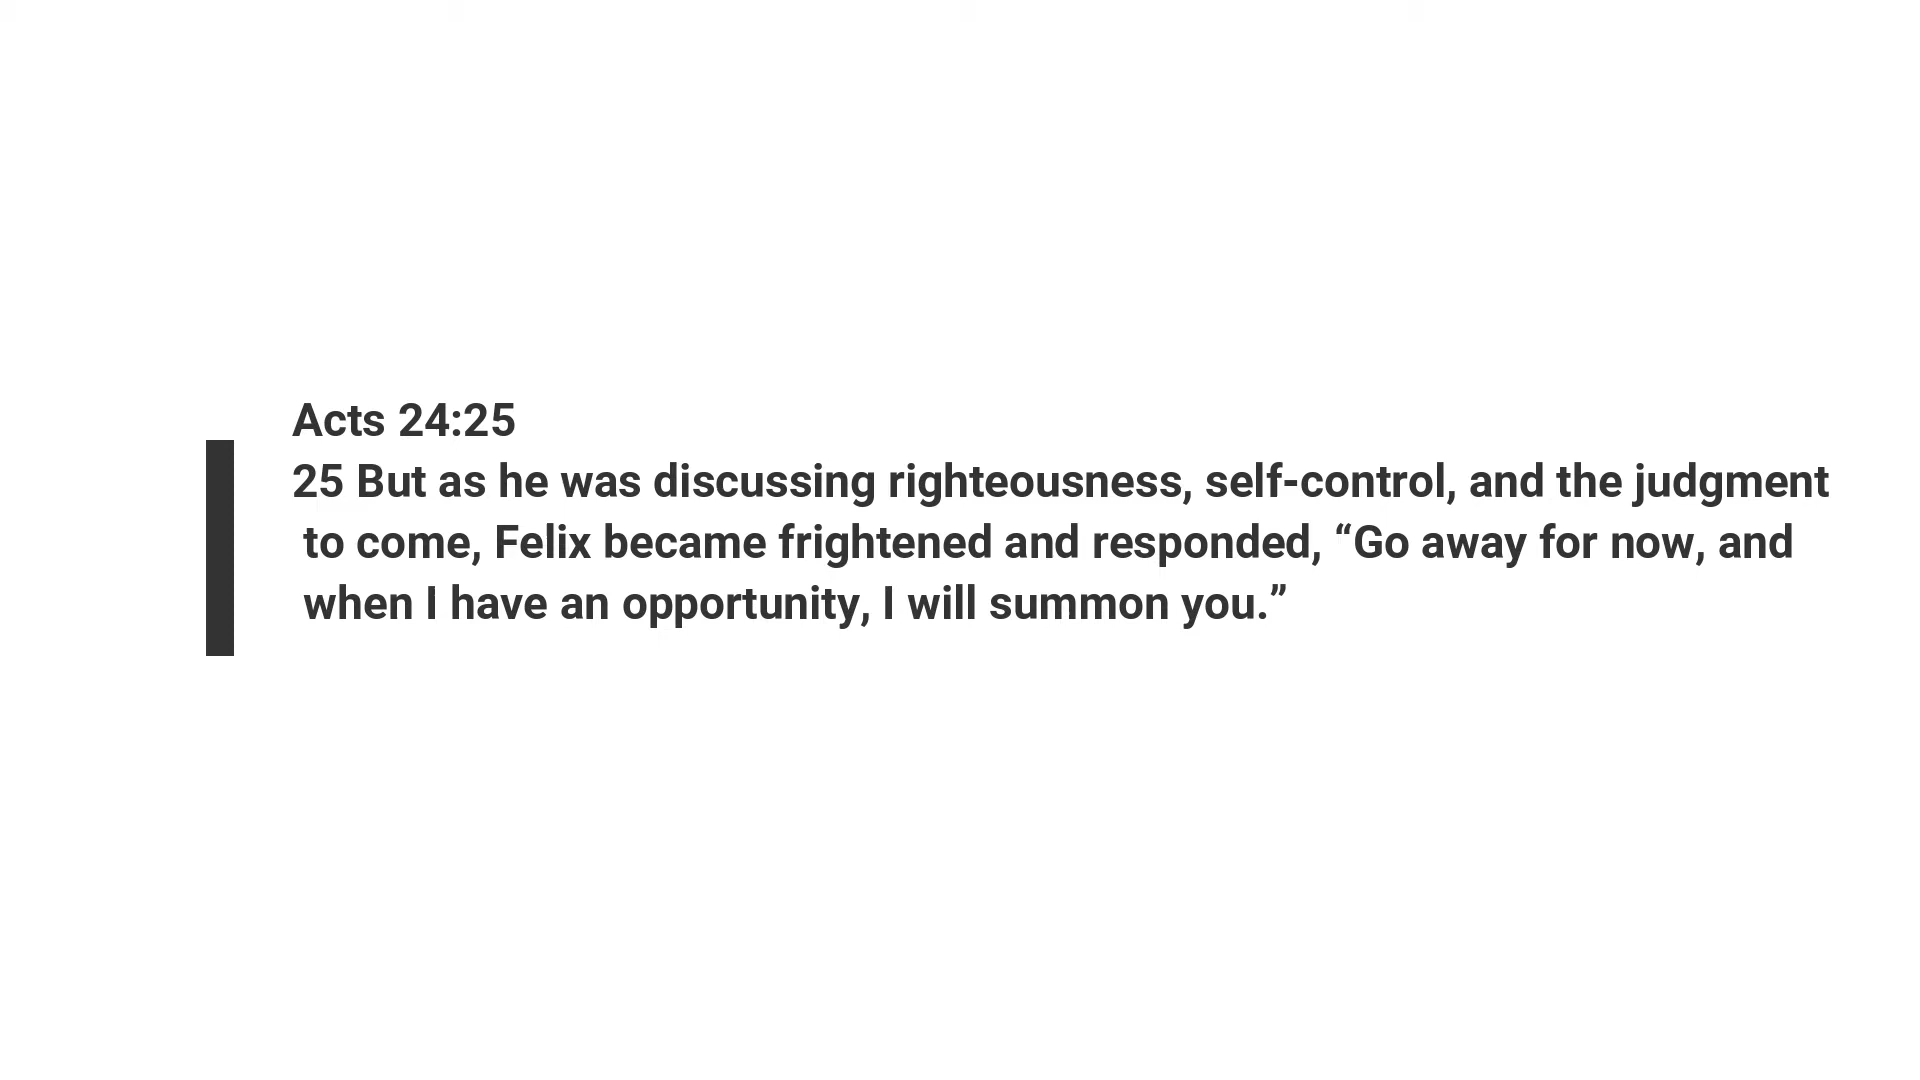 Acts 24:25
25 But as he was discussing righteousness, self-control, and the judgment
to come, Felix became frightened and responded, “Go away for now, and
when I have an opportunity, I will summon you.”